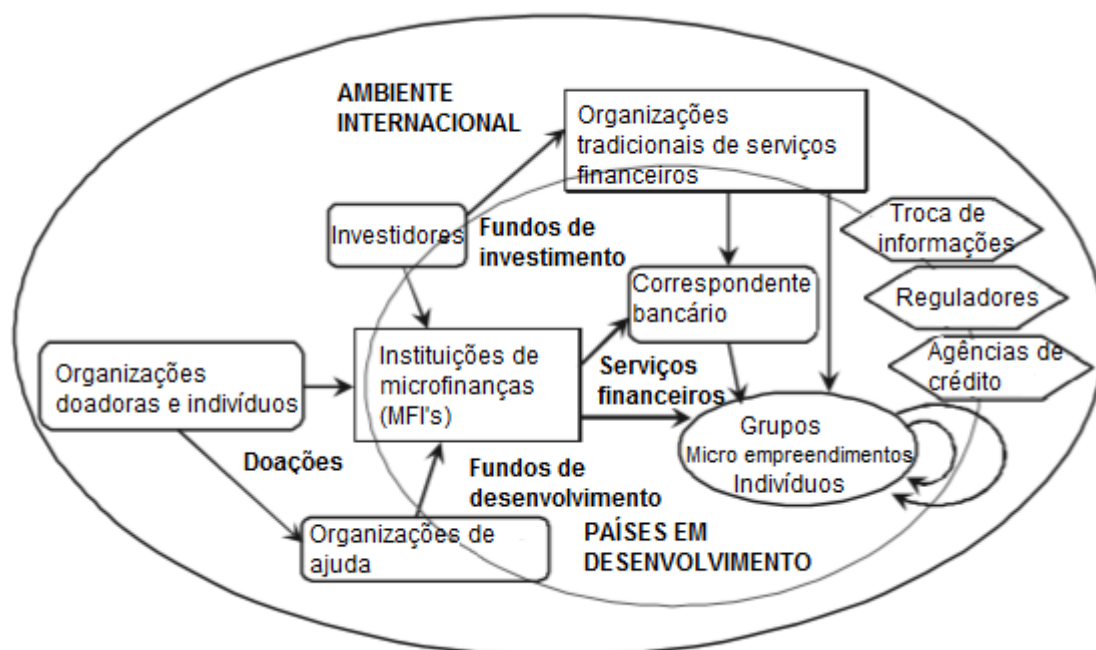 AMBIENTE
INTERNACIONAL
Organizações
tradicionais de serviços
financeiros
Investidores
Fundos de
investimento
Troca de
informações
Reguladores
Agências de
crédito
Correspondente
bancário
Organizações
doadoras e indivíduos
Instituições de
microfinanças
(MFI's)
Serviços
financeiros
Grupos
Micro empreendimentos
Indivíduos
Doações
Fundos de
desenvolvimento
Organizações de
ajuda
PAÍSES EM
DESENVOLVIMENTO